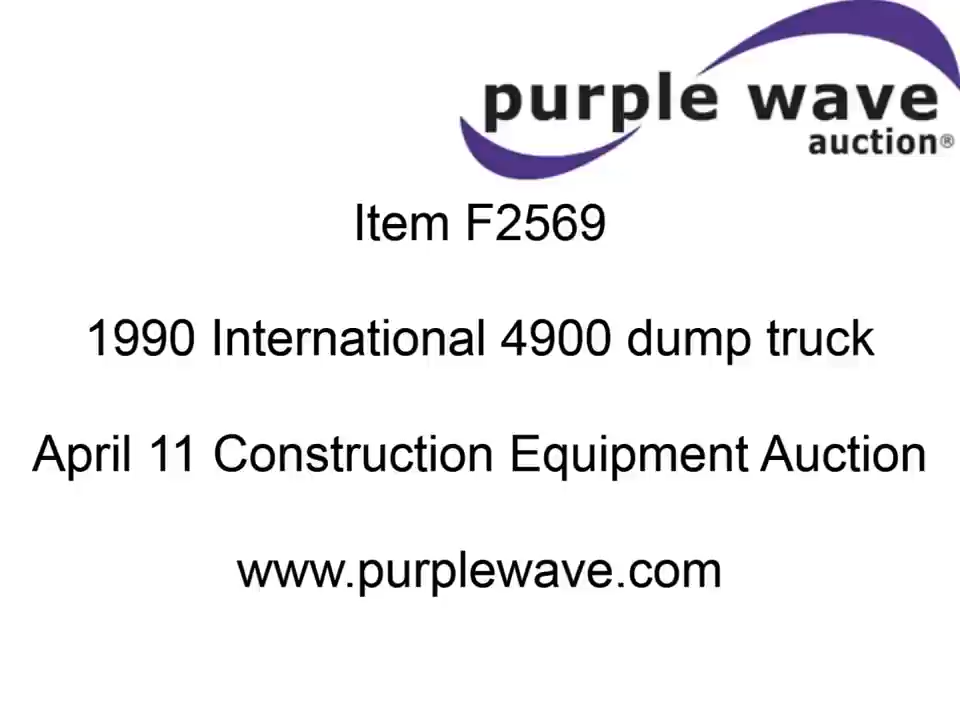 purple wave
auction®
Item F2569
1990 International 4900 dump truck
April 11 Construction Equipment Auction
www.purplewave.com